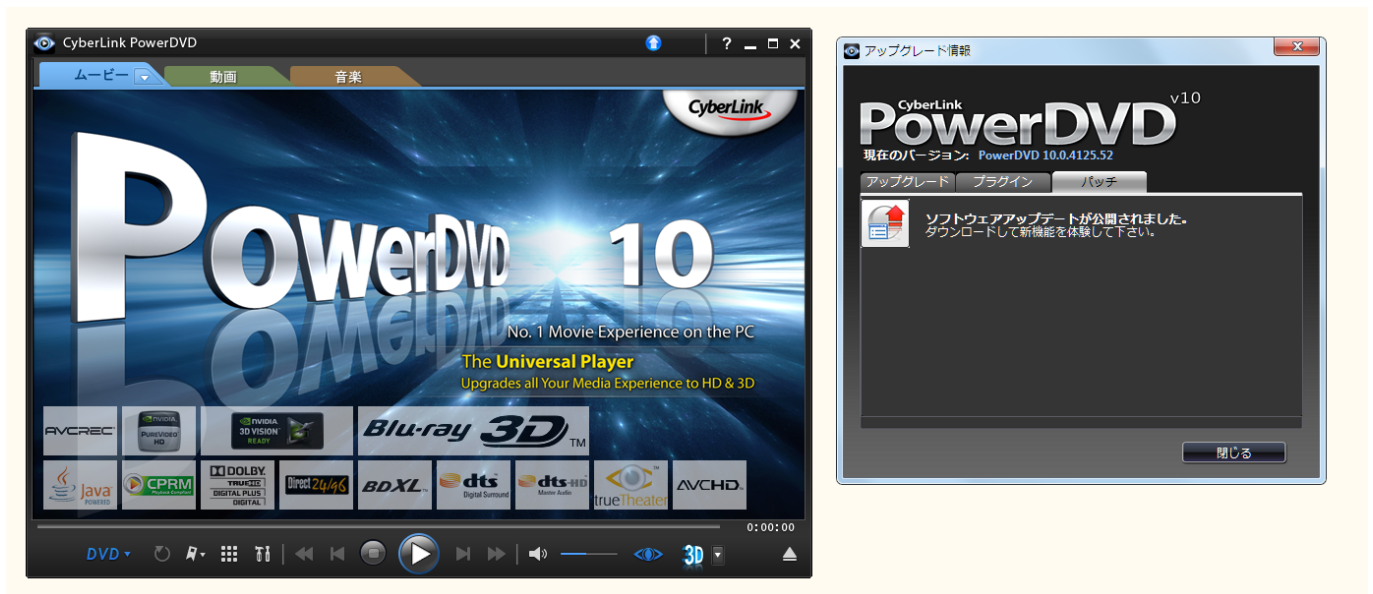 CyberLink PowerDVD
?
ムービー 動画 音楽
CyberLink
PowerDVD 10
No. 1 Movie Experience on the PC
The Universal Player
Upgrades all Your Media Experience to HD & 3D
AVCREC
NVIDIA
PUREVIDEO HD
NVIDIA
3D VISION
READY
Blu-ray 3D TM
Java
POWERED
CPRM
Playback Compliant
DOLBY
TRUEHD
DIGITAL PLUS
DIGITAL
Direct 24/96
BDXL
dts
Digital Surround
dts-HD
Master Audio
trueTheater
AVCHD
0:00:00
DVD
3D
アップグレード情報
CyberLink
PowerDVD v10
現在のバージョン: PowerDVD 10.0.4125.52
アップグレード プラグイン パッチ
ソフトウェアアップデートが公開されました。
ダウンロードして新機能を体験して下さい。
閉じる